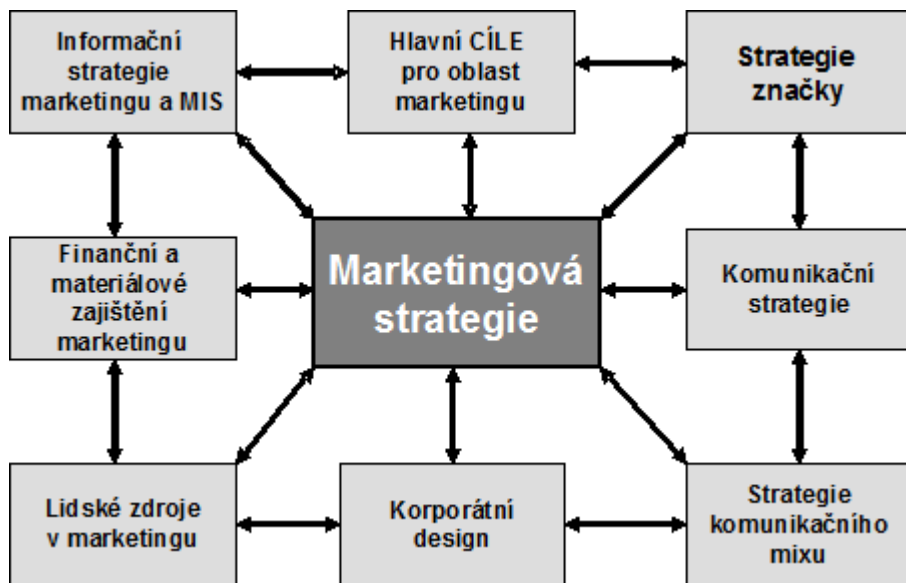 Informační
strategie
marketingu a MIS
Hlavní CÍLE
pro oblast
marketingu
Strategie
značky
Finanční a
materiálové
zajištění
marketingu
Marketingová
strategie
Komunikační
strategie
Lidské zdroje
v marketingu
Korporátní
design
Strategie
komunikačního
mixu